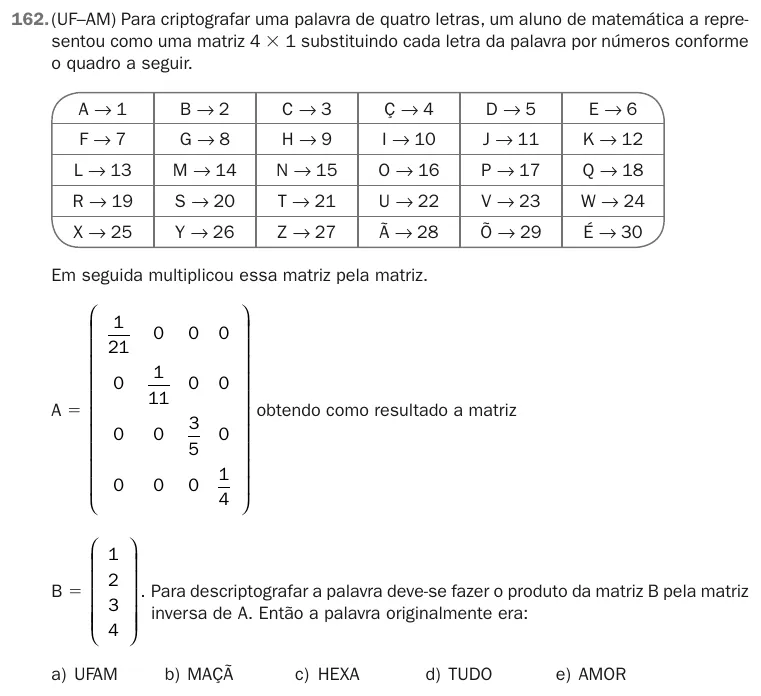 162. (UF–AM) Para criptografar uma palavra de quatro letras, um aluno de matemática a repre-
sentou como uma matriz 4 × 1 substituindo cada letra da palavra por números conforme
o quadro a seguir.
A → 1 B → 2 C → 3 Ç → 4 D → 5 E → 6
F → 7 G → 8 H → 9 I → 10 J → 11 K → 12
L → 13 M → 14 N → 15 O → 16 P → 17 Q → 18
R → 19 S → 20 T → 21 U → 22 V → 23 W → 24
X → 25 Y → 26 Z → 27 Ã → 28 Õ → 29 É → 30
Em seguida multiplicou essa matriz pela matriz.
1/21 0 0 0
0 1/11 0 0
A = obtendo como resultado a matriz
0 0 3/5 0
0 0 0 1/4
1
2
B = . Para descriptografar a palavra deve-se fazer o produto da matriz B pela matriz
3
inversa de A. Então a palavra originalmente era:
4
a) UFAM b) MAÇÃ c) HEXA d) TUDO e) AMOR